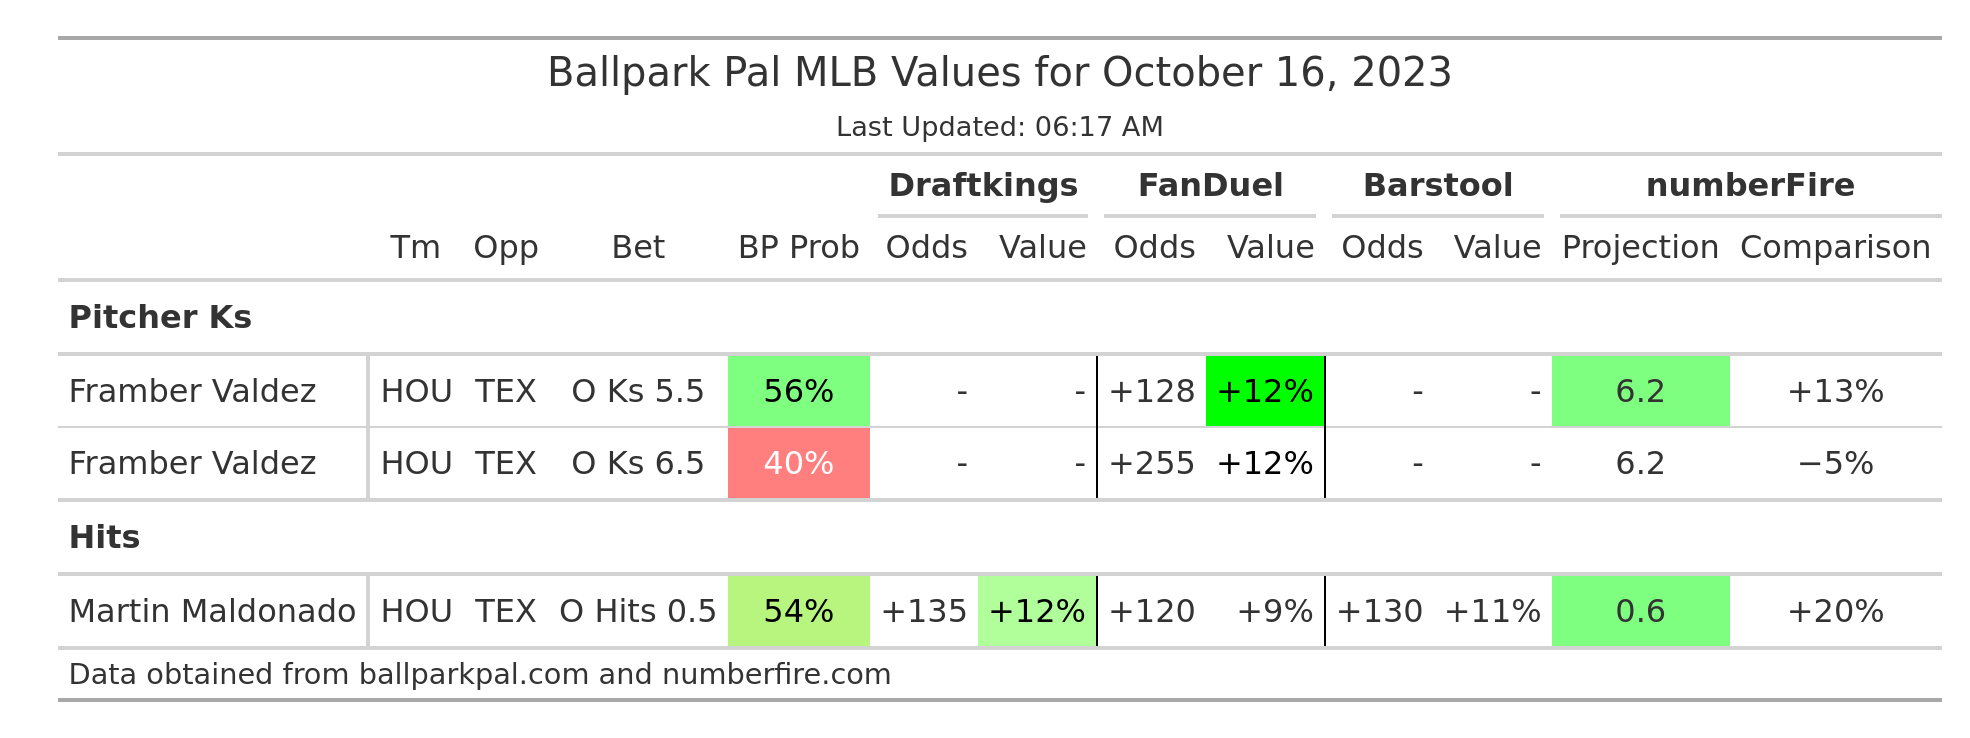 Ballpark Pal MLB Values for October 16, 2023
Last Updated: 06:17 AM
Draftkings FanDuel Barstool numberFire
Tm Opp Bet BP Prob Odds Value Odds Value Odds Value Projection Comparison
Pitcher Ks
Framber Valdez HOU TEX O Ks 5.5 56% - - +128 +12% - - 6.2 +13%
Framber Valdez HOU TEX O Ks 6.5 40% - - +255 +12% - - 6.2 −5%
Hits
Martin Maldonado HOU TEX O Hits 0.5 54% +135 +12% +120 +9% +130 +11% 0.6 +20%
Data obtained from ballparkpal.com and numberfire.com